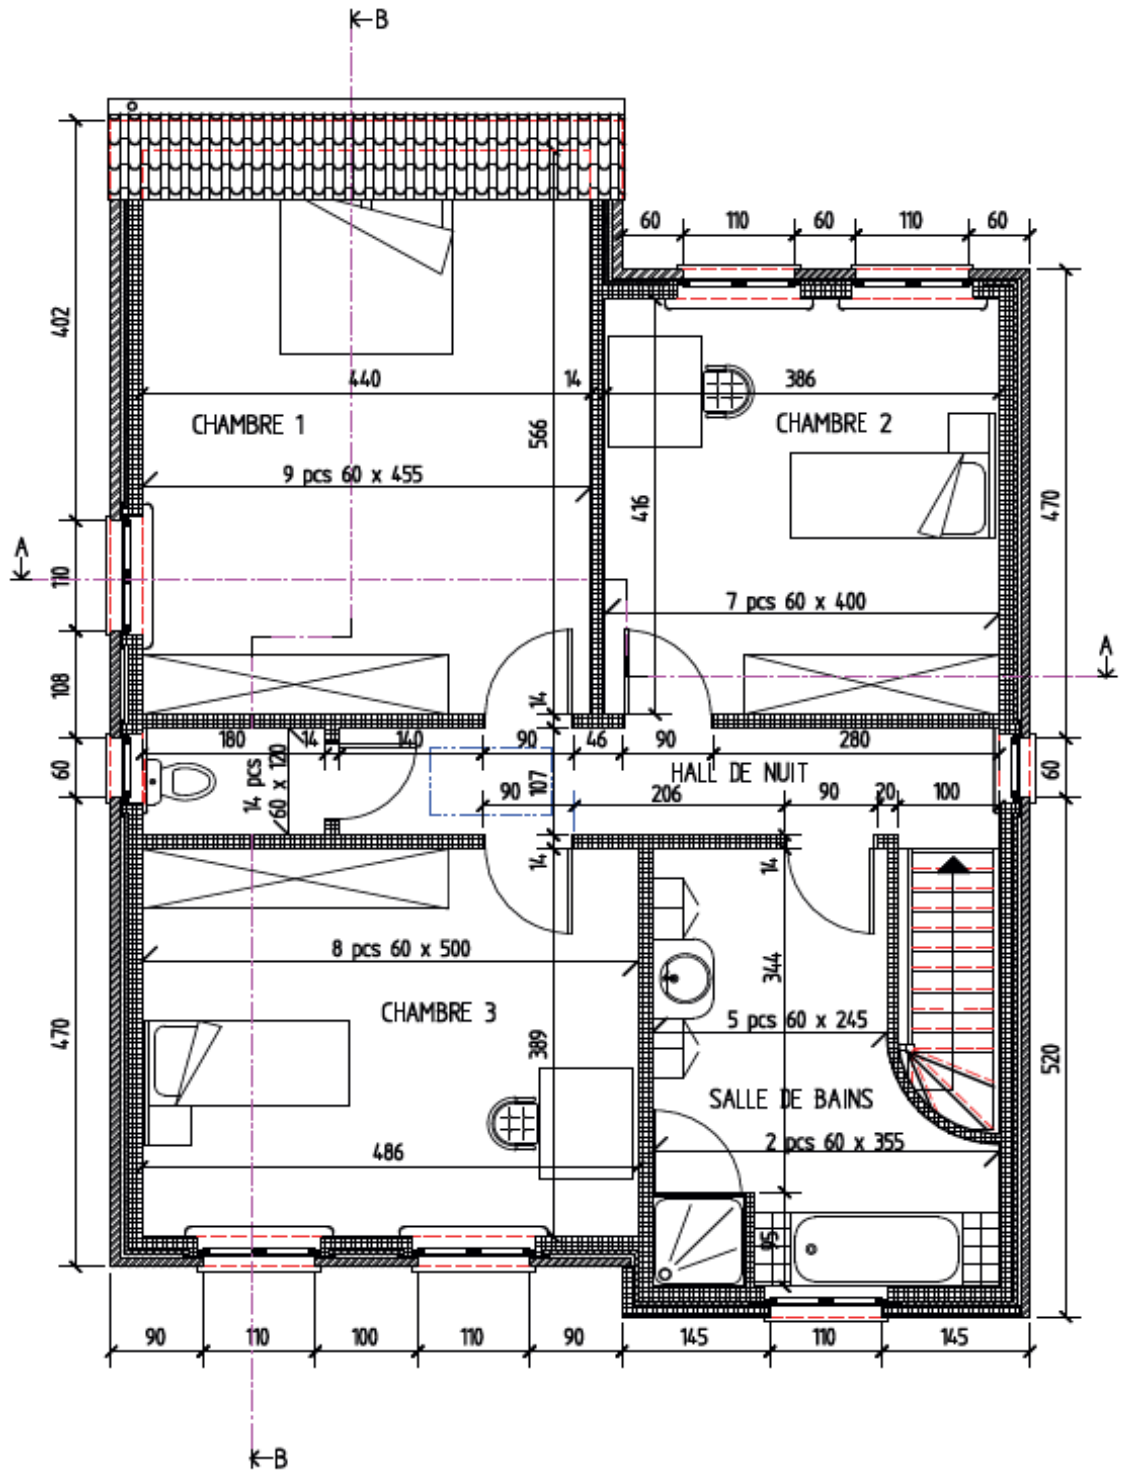 B
60 110 60 110 60
402
440 14 386
CHAMBRE 1
CHAMBRE 2
566
9 pcs 60 x 455
416
470
A
110
7 pcs 60 x 400
A
108
14
180 14 140 90 46 90 280
60
14 pcs
60 x 120
107
HALL DE NUIT
60
90 206 90 20 100
14
14
8 pcs 60 x 500
344
CHAMBRE 3
5 pcs 60 x 245
470
389
520
SALLE DE BAINS
486
2 pcs 60 x 355
95
90 110 100 110 90 145 110 145
B